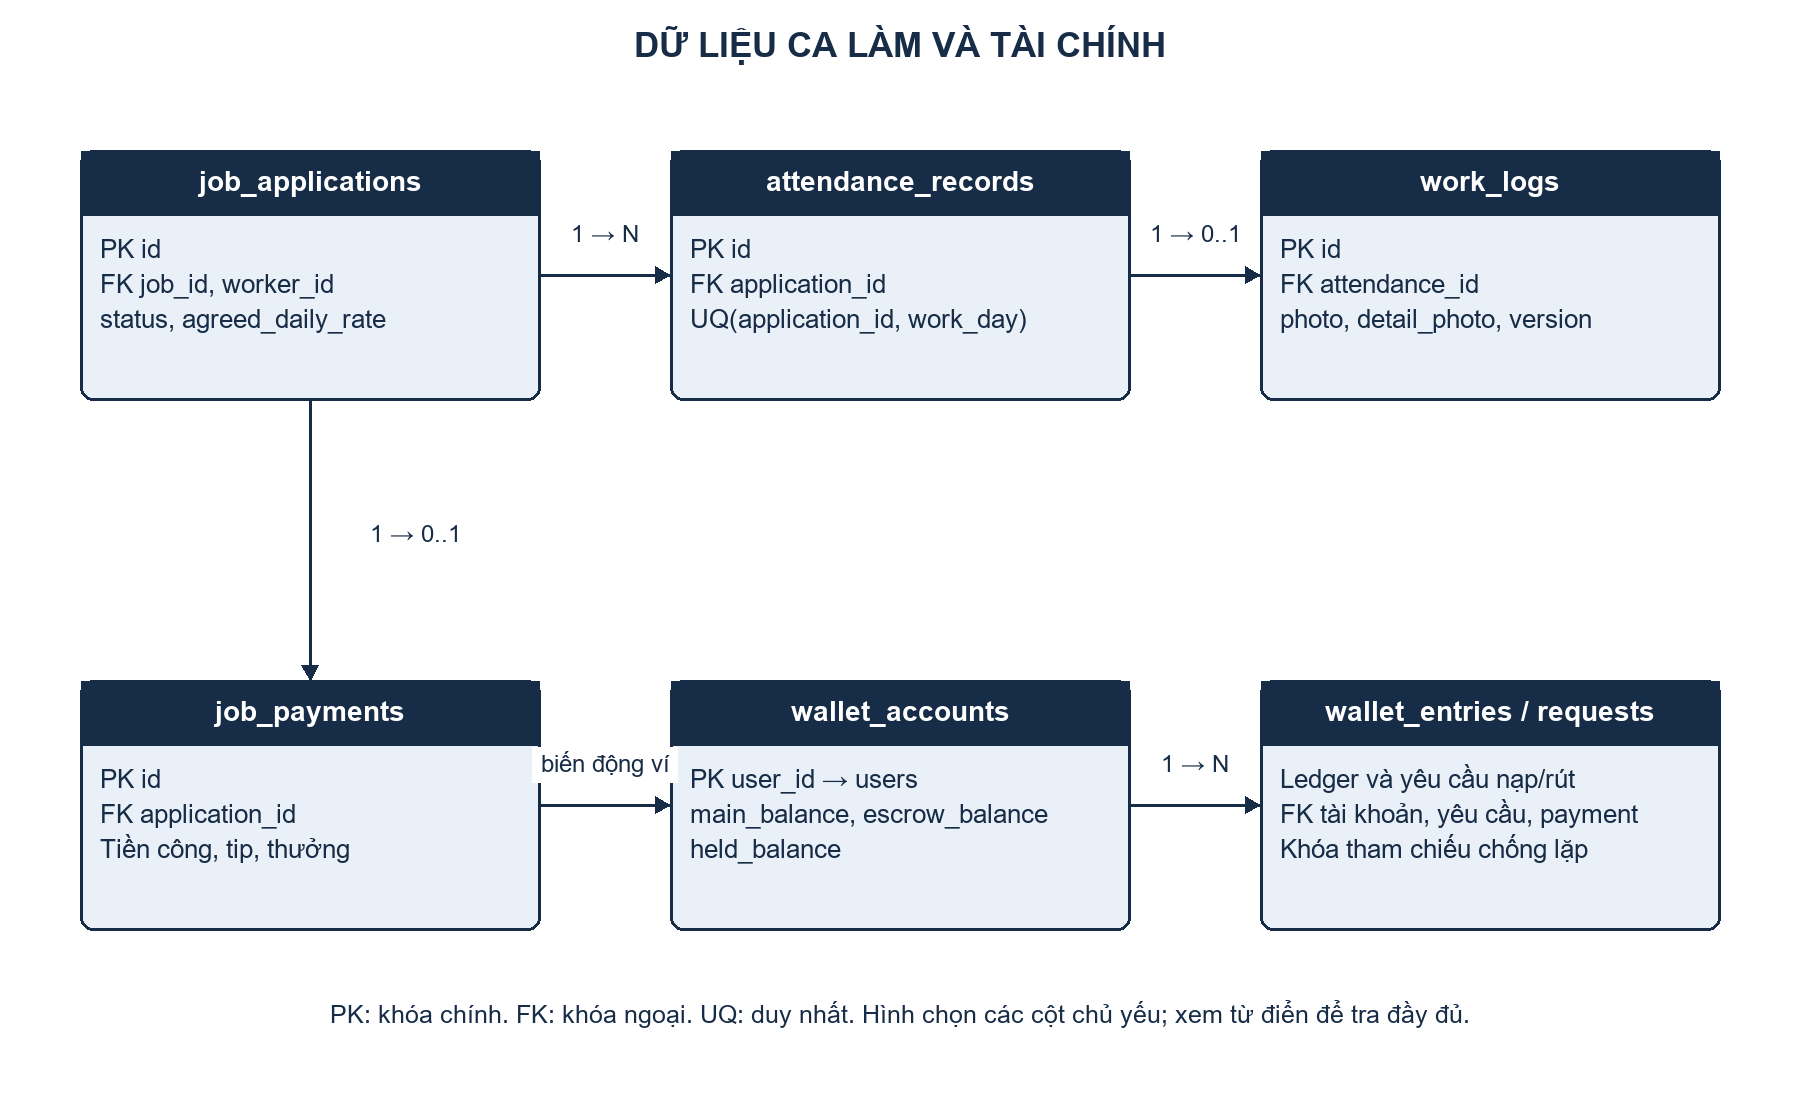 DỮ LIỆU CA LÀM VÀ TÀI CHÍNH
job_applications
PK id
FK job_id, worker_id
status, agreed_daily_rate
1 → N
attendance_records
PK id
FK application_id
UQ(application_id, work_day)
1 → 0..1
work_logs
PK id
FK attendance_id
photo, detail_photo, version
1 → 0..1
job_payments
PK id
FK application_id
Tiền công, tip, thưởng
biến động ví
wallet_accounts
PK user_id → users
main_balance, escrow_balance
held_balance
1 → N
wallet_entries / requests
Ledger và yêu cầu nạp/rút
FK tài khoản, yêu cầu, payment
Khóa tham chiếu chống lặp
PK: khóa chính. FK: khóa ngoại. UQ: duy nhất. Hình chọn các cột chủ yếu; xem từ điển để tra đầy đủ.